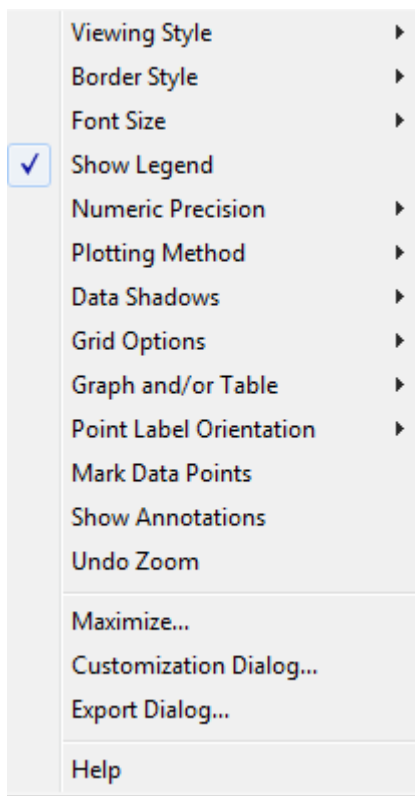 Viewing Style
Border Style
Font Size
Show Legend
Numeric Precision
Plotting Method
Data Shadows
Grid Options
Graph and/or Table
Point Label Orientation
Mark Data Points
Show Annotations
Undo Zoom
Maximize...
Customization Dialog...
Export Dialog...
Help